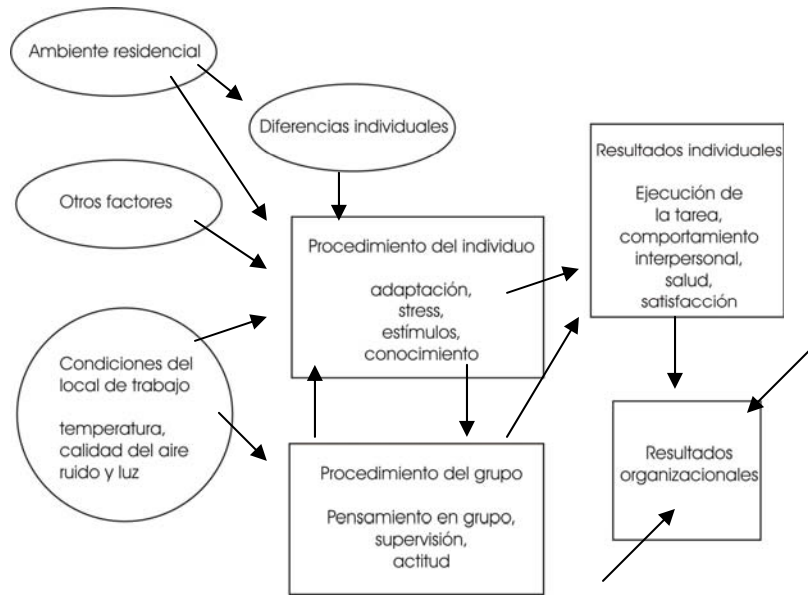 Ambiente residencial
Diferencias individuales
Otros factores
Procedimiento del individuo
adaptación,
stress,
estímulos,
conocimiento
Resultados individuales
Ejecución de
la tarea,
comportamiento
interpersonal,
salud,
satisfacción
Condiciones del
local de trabajo
temperatura,
calidad del aire
ruido y luz
Procedimiento del grupo
Pensamiento en grupo,
supervisión,
actitud
Resultados
organizacionales